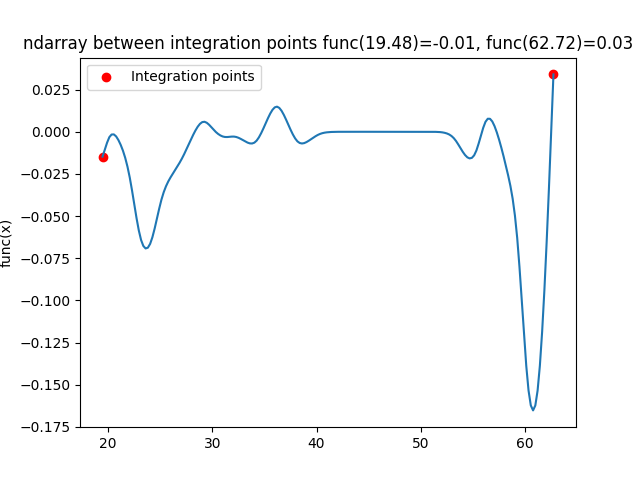 ndarray between integration points func(19.48)=-0.01, func(62.72)=0.03
Integration points
func(x)
0.025
0.000
−0.025
−0.050
−0.075
−0.100
−0.125
−0.150
−0.175
20 30 40 50 60